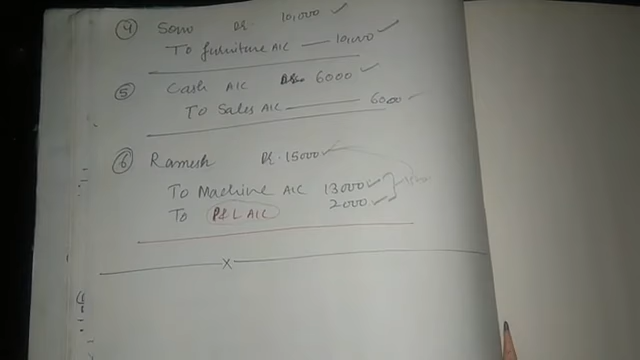 ④ Sono Dr. 10,000 ✓
To furniture A/C — 10,000 ✓
⑤ Cash A/C Dr 6000 ✓
To Sales A/C — 6000 ✓
⑥ Ramesh Dr. 15000 ✓
To Machine A/C 13000 ✓
To P&L A/C 2000 ✓
x